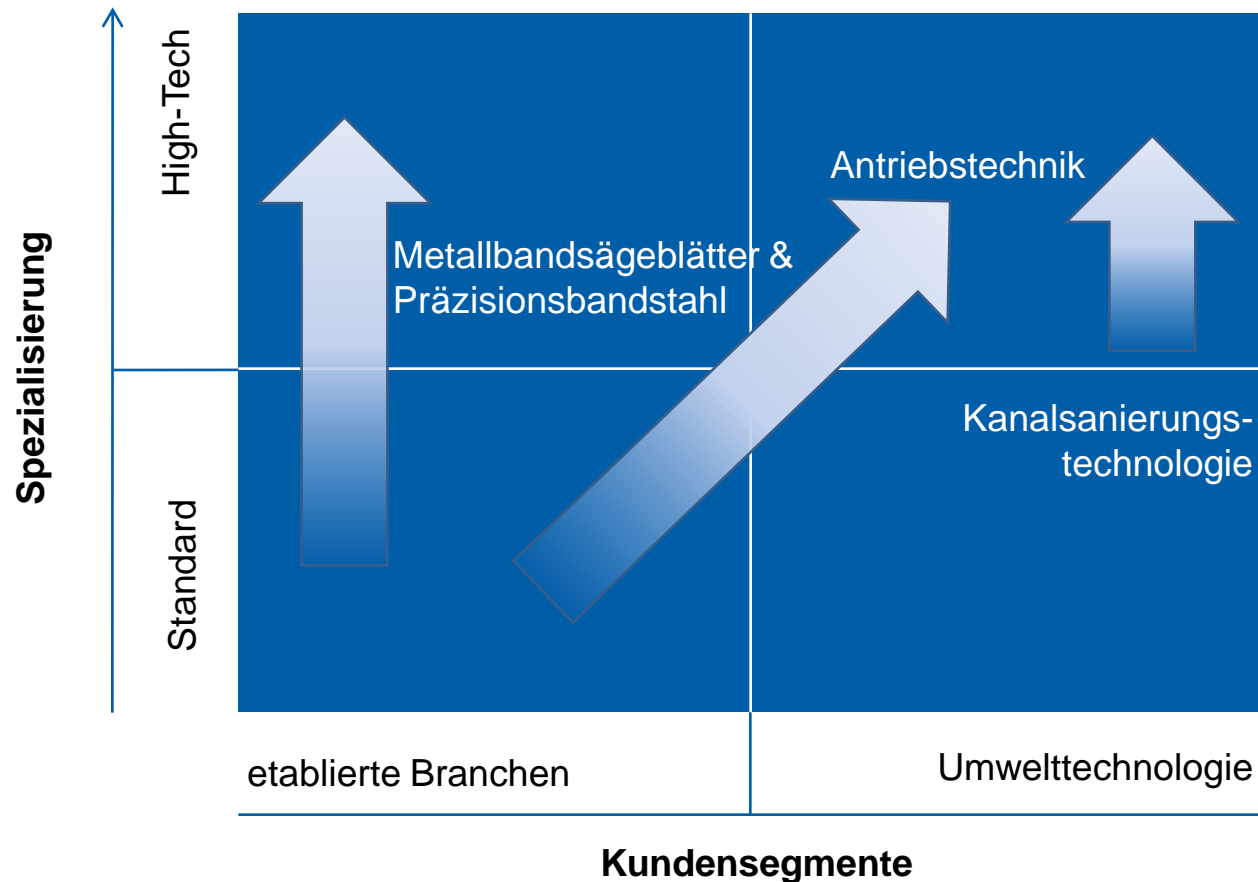 Spezialisierung
High-Tech
Standard
Antriebstechnik
Metallbandsägeblätter &
Präzisionsbandstahl
Kanalsanierungs-
technologie
etablierte Branchen
Umwelttechnologie
Kundensegmente